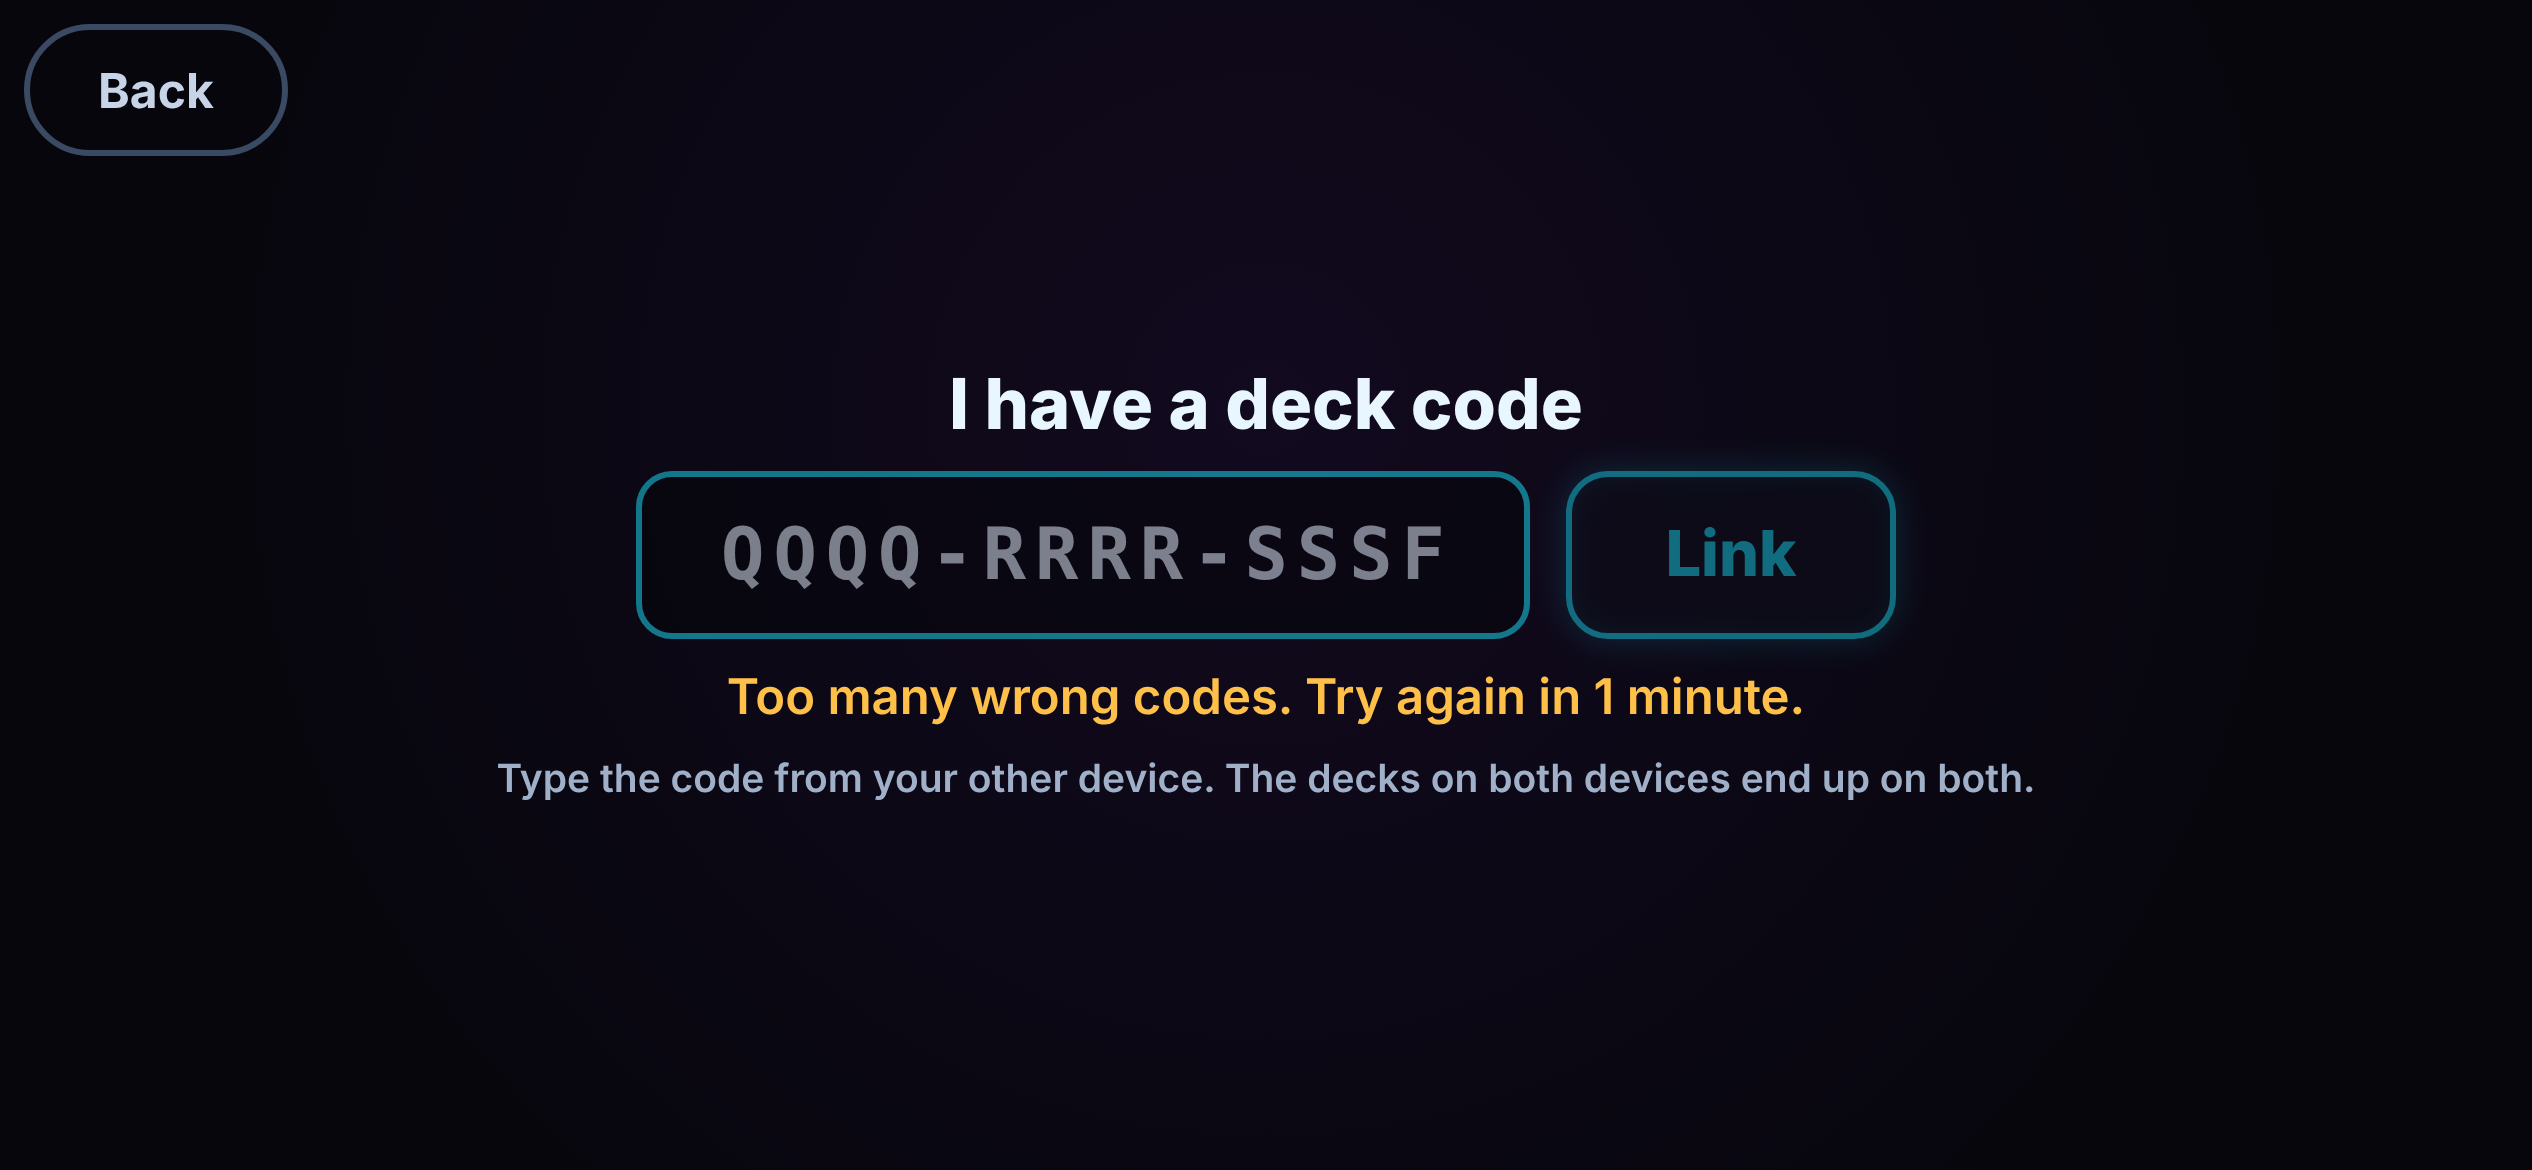 Back
I have a deck code
QQQQ-RRRR-SSSF
Link
Too many wrong codes. Try again in 1 minute.
Type the code from your other device. The decks on both devices end up on both.